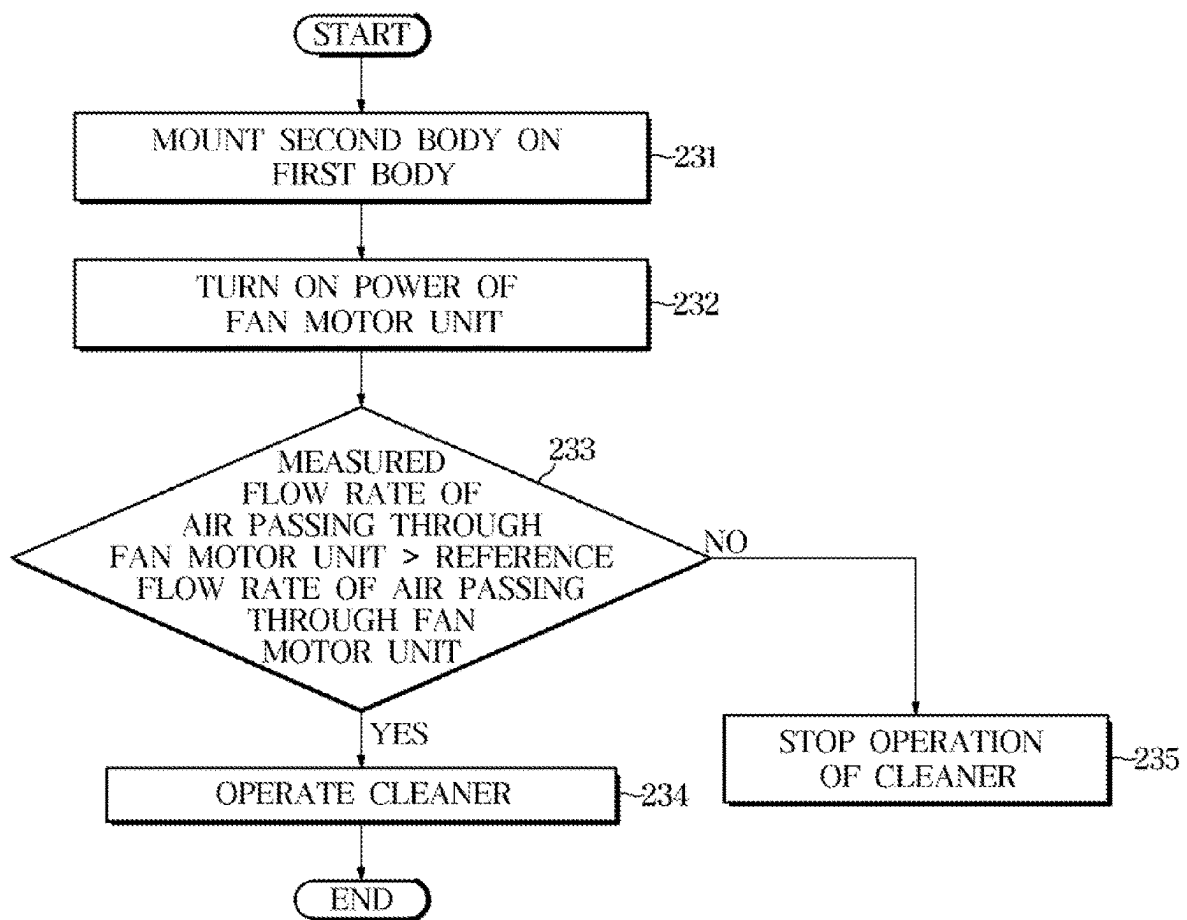 START
MOUNT SECOND BODY ON
FIRST BODY
231
TURN ON POWER OF
FAN MOTOR UNIT
232
233
MEASURED
FLOW RATE OF
AIR PASSING THROUGH
FAN MOTOR UNIT > REFERENCE
FLOW RATE OF AIR PASSING
THROUGH FAN
MOTOR UNIT
NO
YES
STOP OPERATION
OF CLEANER
235
OPERATE CLEANER
234
END